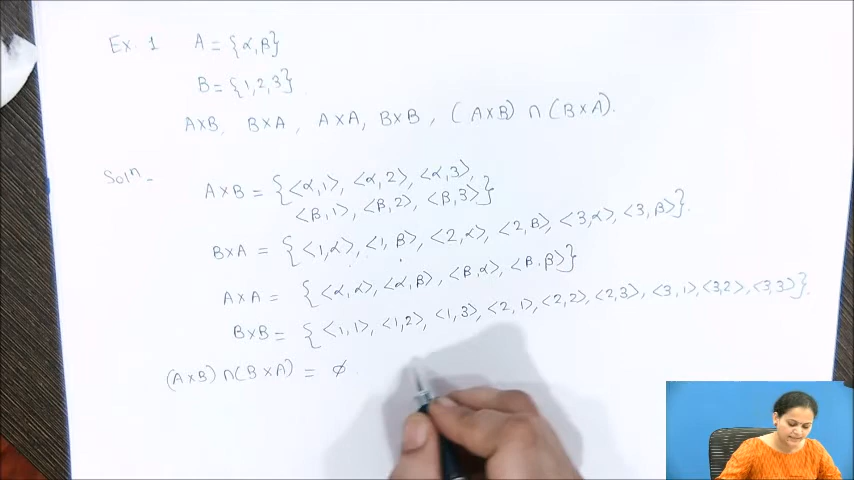 Ex. 1 A = {α, β}
B = {1, 2, 3}.
A×B, B×A, A×A, B×B, (A×B) ∩ (B×A).
Solⁿ-
A×B = {<α,1>, <α,2>, <α,3>,
<β,1>, <β,2>, <β,3>}
B×A = {<1,α>, <1,β>, <2,α>, <2,β>, <3,α>, <3,β>}.
A×A = {<α,α>, <α,β>, <β,α>, <β,β>}
B×B = {<1,1>, <1,2>, <1,3>, <2,1>, <2,2>, <2,3>, <3,1>, <3,2>, <3,3>}.
(A×B) ∩ (B×A) = ϕ.